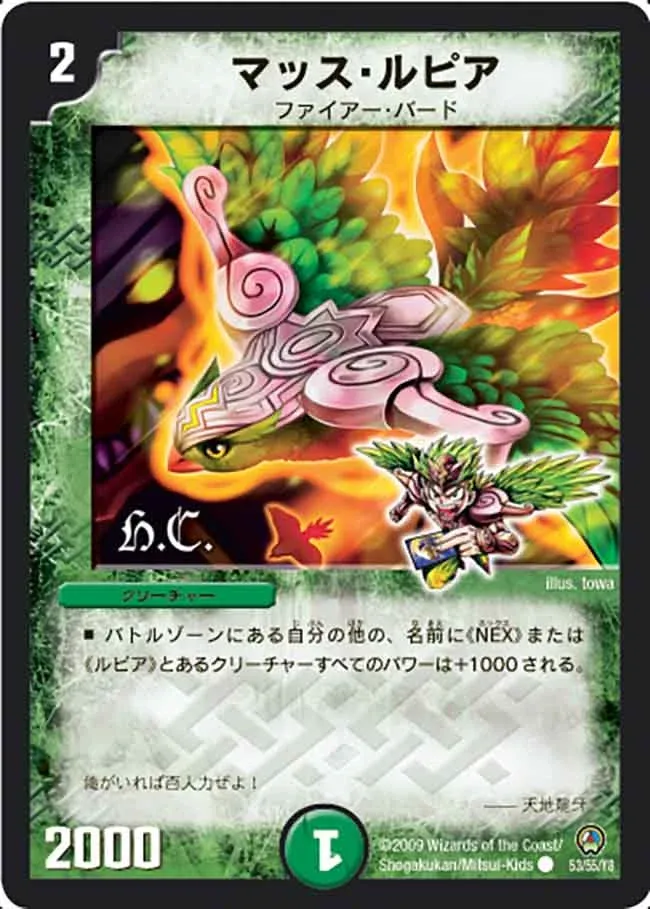 2
マッス・ルピア
ファイアー・バード
H.C.
illus. towa
クリーチャー
■ バトルゾーンにある自分の他の、名前に《NEX》または
《ルピア》とあるクリーチャーすべてのパワーは+1000される。
俺がいれば百人力ぜよ!
—— 天地龍牙
2000
1
©2009 Wizards of the Coast/
Shogakukan/Mitsui-Kids
53/55/Y8